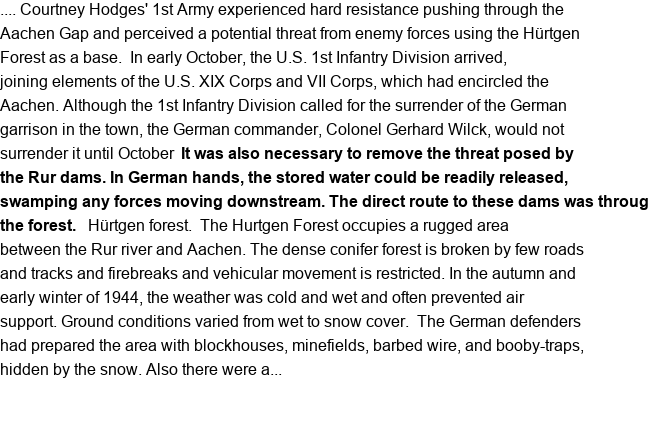 .... Courtney Hodges' 1st Army experienced hard resistance pushing through the
Aachen Gap and perceived a potential threat from enemy forces using the Hürtgen
Forest as a base.  In early October, the U.S. 1st Infantry Division arrived,
joining elements of the U.S. XIX Corps and VII Corps, which had encircled the
Aachen. Although the 1st Infantry Division called for the surrender of the German
garrison in the town, the German commander, Colonel Gerhard Wilck, would not
surrender it until October  It was also necessary to remove the threat posed by
the Rur dams. In German hands, the stored water could be readily released,
swamping any forces moving downstream. The direct route to these dams was throug
the forest.   Hürtgen forest.  The Hurtgen Forest occupies a rugged area
between the Rur river and Aachen. The dense conifer forest is broken by few roads
and tracks and firebreaks and vehicular movement is restricted. In the autumn and
early winter of 1944, the weather was cold and wet and often prevented air
support. Ground conditions varied from wet to snow cover.  The German defenders
had prepared the area with blockhouses, minefields, barbed wire, and booby-traps,
hidden by the snow. Also there were a...